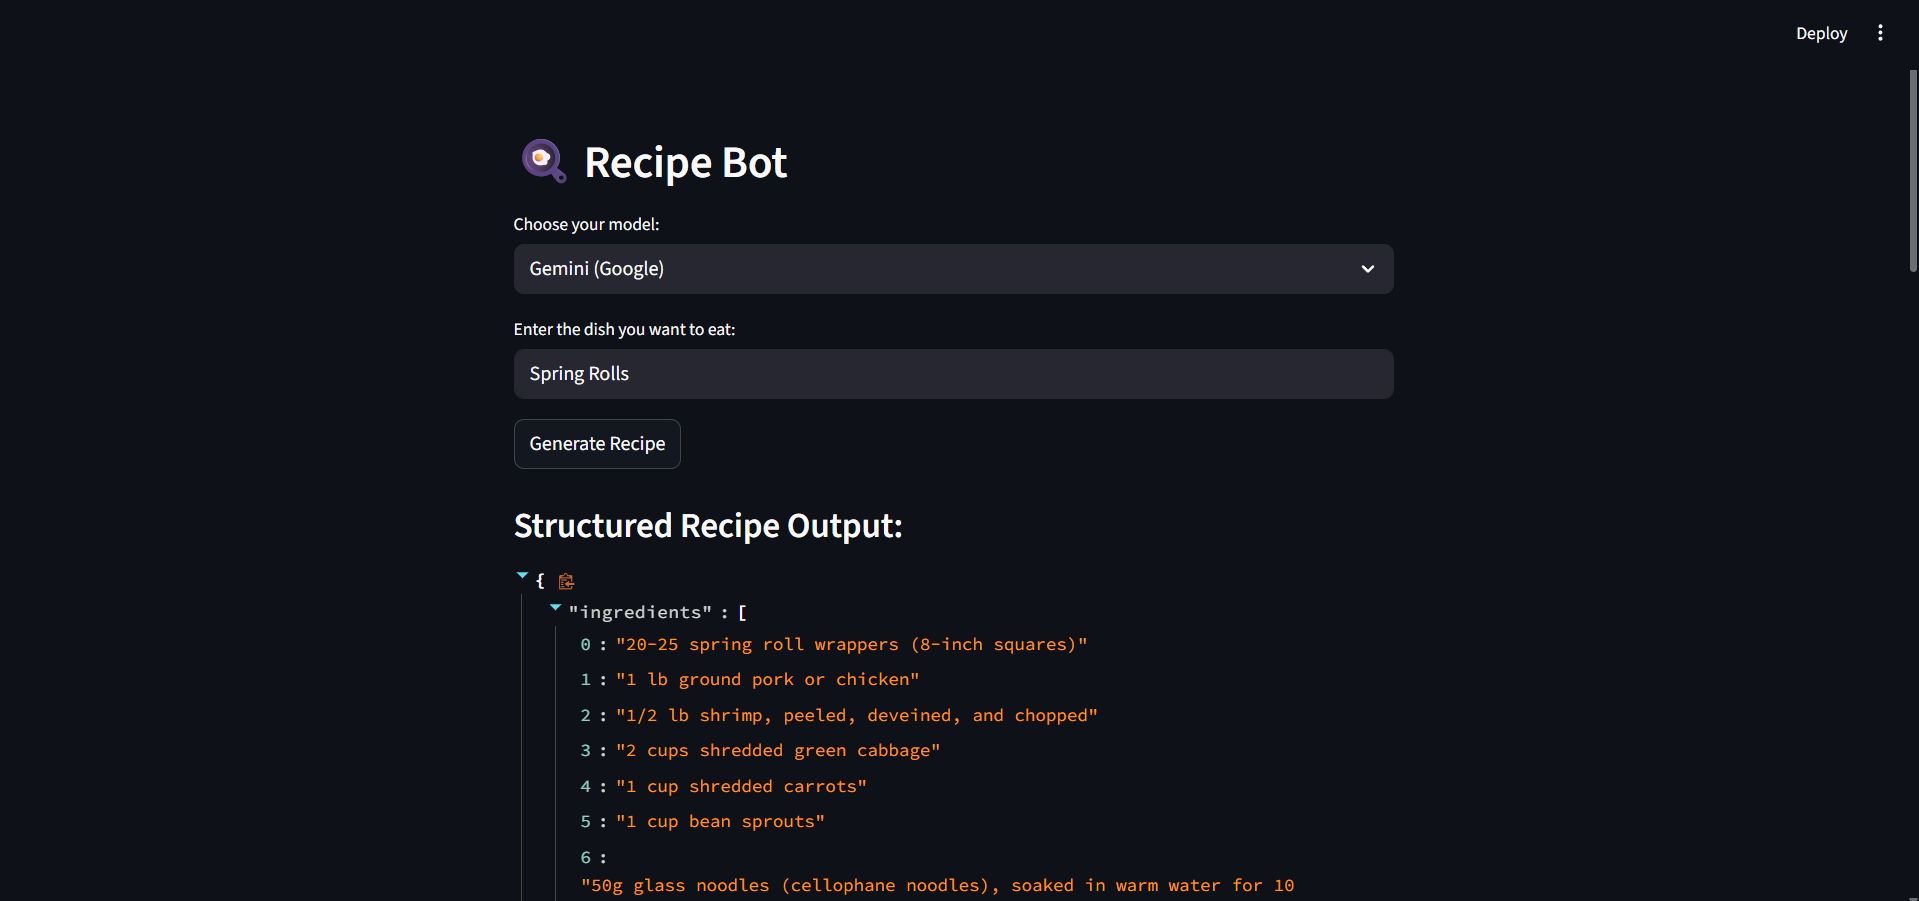 Deploy
Recipe Bot
Choose your model:
Gemini (Google)
Enter the dish you want to eat:
Spring Rolls
Generate Recipe
Structured Recipe Output:
{
"ingredients" : [
0 : "20-25 spring roll wrappers (8-inch squares)"
1 : "1 lb ground pork or chicken"
2 : "1/2 lb shrimp, peeled, deveined, and chopped"
3 : "2 cups shredded green cabbage"
4 : "1 cup shredded carrots"
5 : "1 cup bean sprouts"
6 :
"50g glass noodles (cellophane noodles), soaked in warm water for 10